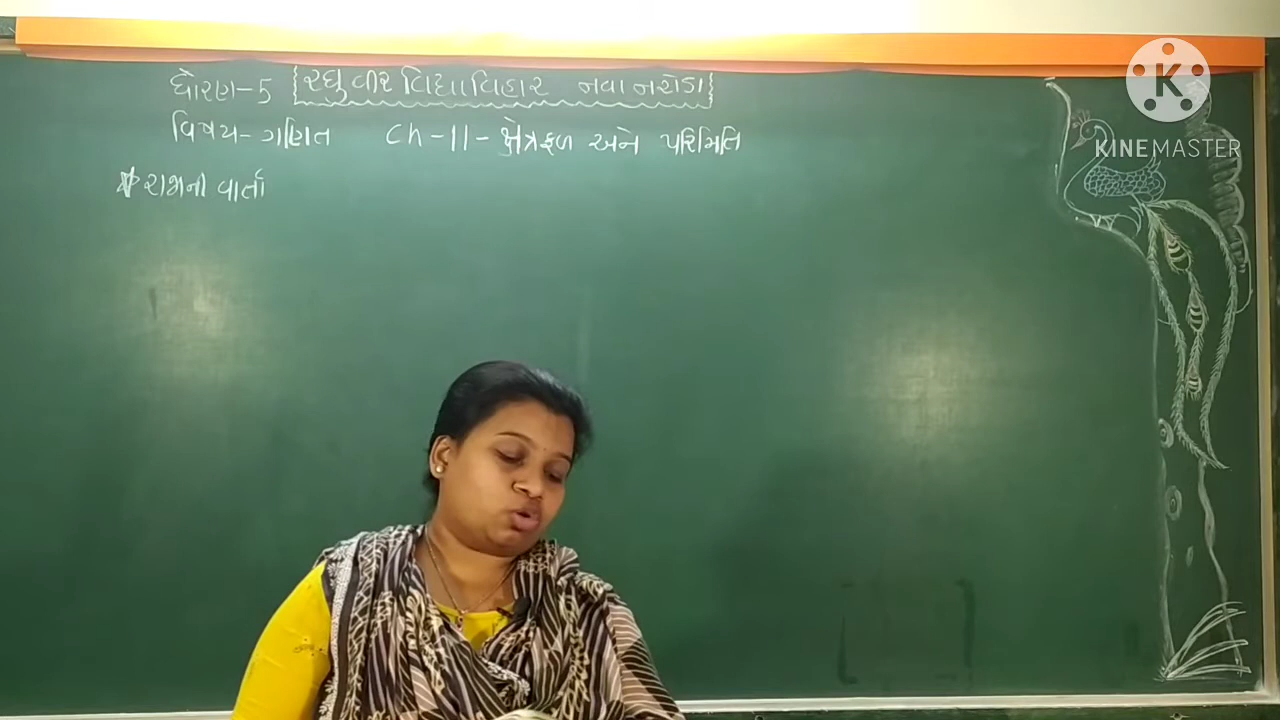 ધોરણ-5 {રઘુવીર વિદ્યાવિહાર નવા નરોડા}
વિષય-ગણિત ch-11-ક્ષેત્રફળ અને પરિમિતિ
* રાજાની વાર્તા
K
KINEMASTER